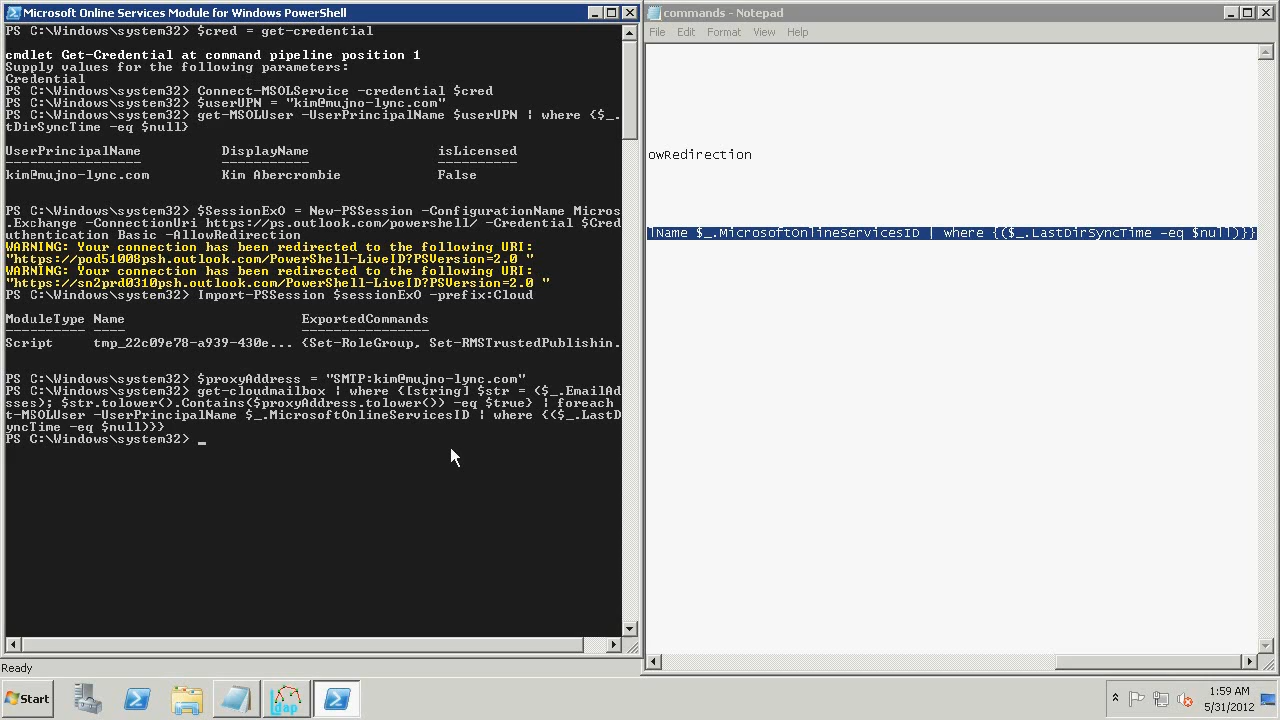 Microsoft Online Services Module for Windows PowerShell
PS C:\Windows\system32> $cred = get-credential
cmdlet Get-Credential at command pipeline position 1
Supply values for the following parameters:
Credential
PS C:\Windows\system32> Connect-MSOLService -credential $cred
PS C:\Windows\system32> $userUPN = "kim@mujno-lync.com"
PS C:\Windows\system32> get-MSOLUser -UserPrincipalName $userUPN | where {$_.
tDirSyncTime -eq $null}
UserPrincipalName DisplayName isLicensed
----------------- ----------- ----------
kim@mujno-lync.com Kim Abercrombie False
PS C:\Windows\system32> $SessionExO = New-PSSession -ConfigurationName Micros
.Exchange -ConnectionUri https://ps.outlook.com/powershell/ -Credential $Cred
uthentication Basic -AllowRedirection
WARNING: Your connection has been redirected to the following URI:
"https://pod51008psh.outlook.com/PowerShell-LiveID?PSVersion=2.0 "
WARNING: Your connection has been redirected to the following URI:
"https://sn2prd0310psh.outlook.com/PowerShell-LiveID?PSVersion=2.0 "
PS C:\Windows\system32> Import-PSSession $sessionExO -prefix:Cloud
ModuleType Name ExportedCommands
---------- ---- ----------------
Script tmp_22c09e78-a939-430e... {Set-RoleGroup, Set-RMSTrustedPublishin.
PS C:\Windows\system32> $proxyAddress = "SMTP:kim@mujno-lync.com"
PS C:\Windows\system32> get-cloudmailbox | where {[string] $str = ($_.EmailAd
sses); $str.tolower().Contains($proxyAddress.tolower()) -eq $true} | foreach
t-MSOLUser -UserPrincipalName $_.MicrosoftOnlineServicesID | where {($_.LastD
yncTime -eq $null)}}
PS C:\Windows\system32> _
Ready
commands - Notepad
File Edit Format View Help
owRedirection
lName $_.MicrosoftOnlineServicesID | where {($_.LastDirSyncTime -eq $null)}}
Start
ldap
1:59 AM
5/31/2012